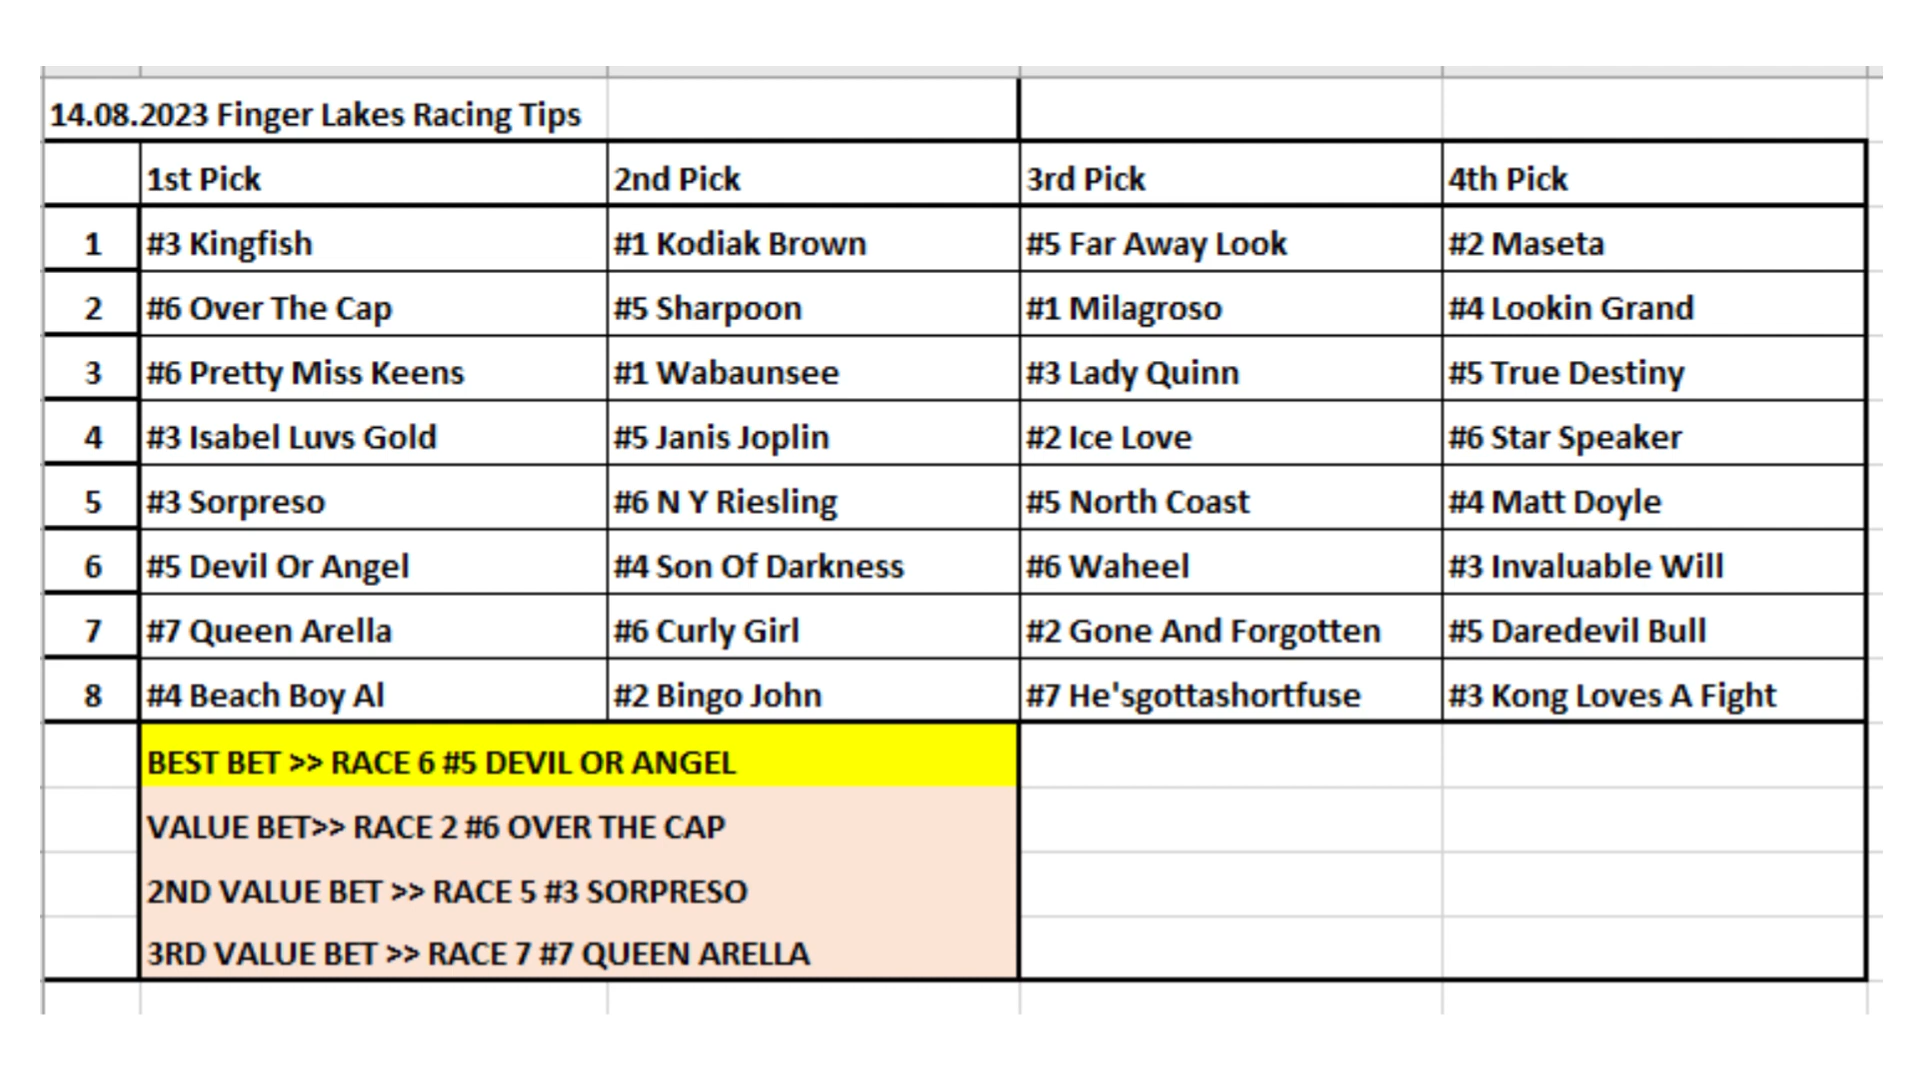 14.08.2023 Finger Lakes Racing Tips
1st Pick 2nd Pick 3rd Pick 4th Pick
1 #3 Kingfish #1 Kodiak Brown #5 Far Away Look #2 Maseta
2 #6 Over The Cap #5 Sharpoon #1 Milagroso #4 Lookin Grand
3 #6 Pretty Miss Keens #1 Wabaunsee #3 Lady Quinn #5 True Destiny
4 #3 Isabel Luvs Gold #5 Janis Joplin #2 Ice Love #6 Star Speaker
5 #3 Sorpreso #6 N Y Riesling #5 North Coast #4 Matt Doyle
6 #5 Devil Or Angel #4 Son Of Darkness #6 Waheel #3 Invaluable Will
7 #7 Queen Arella #6 Curly Girl #2 Gone And Forgotten #5 Daredevil Bull
8 #4 Beach Boy Al #2 Bingo John #7 He'sgottashortfuse #3 Kong Loves A Fight
BEST BET >> RACE 6 #5 DEVIL OR ANGEL
VALUE BET>> RACE 2 #6 OVER THE CAP
2ND VALUE BET >> RACE 5 #3 SORPRESO
3RD VALUE BET >> RACE 7 #7 QUEEN ARELLA